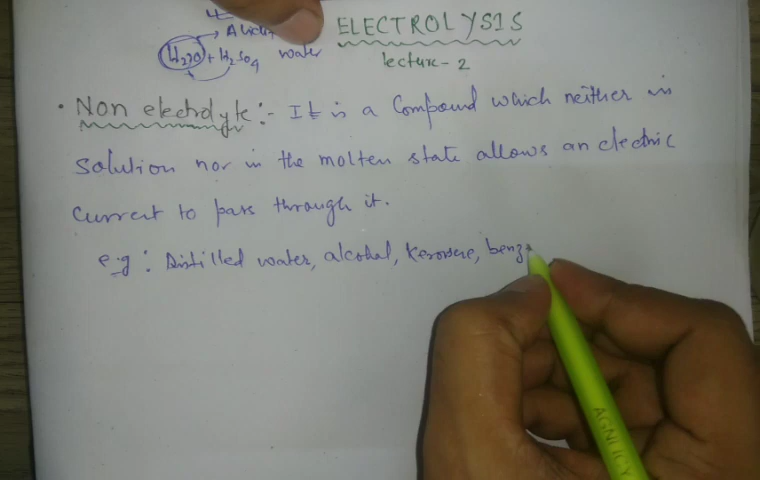 ELECTROLYSIS
lecture-2
+ H2SO4 water
• Non electrolyte:- It is a Compound which neither in
solution nor in the molten state allows an electric
current to pass through it.
e.g: Distilled water, alcohol, Kerosene, benz